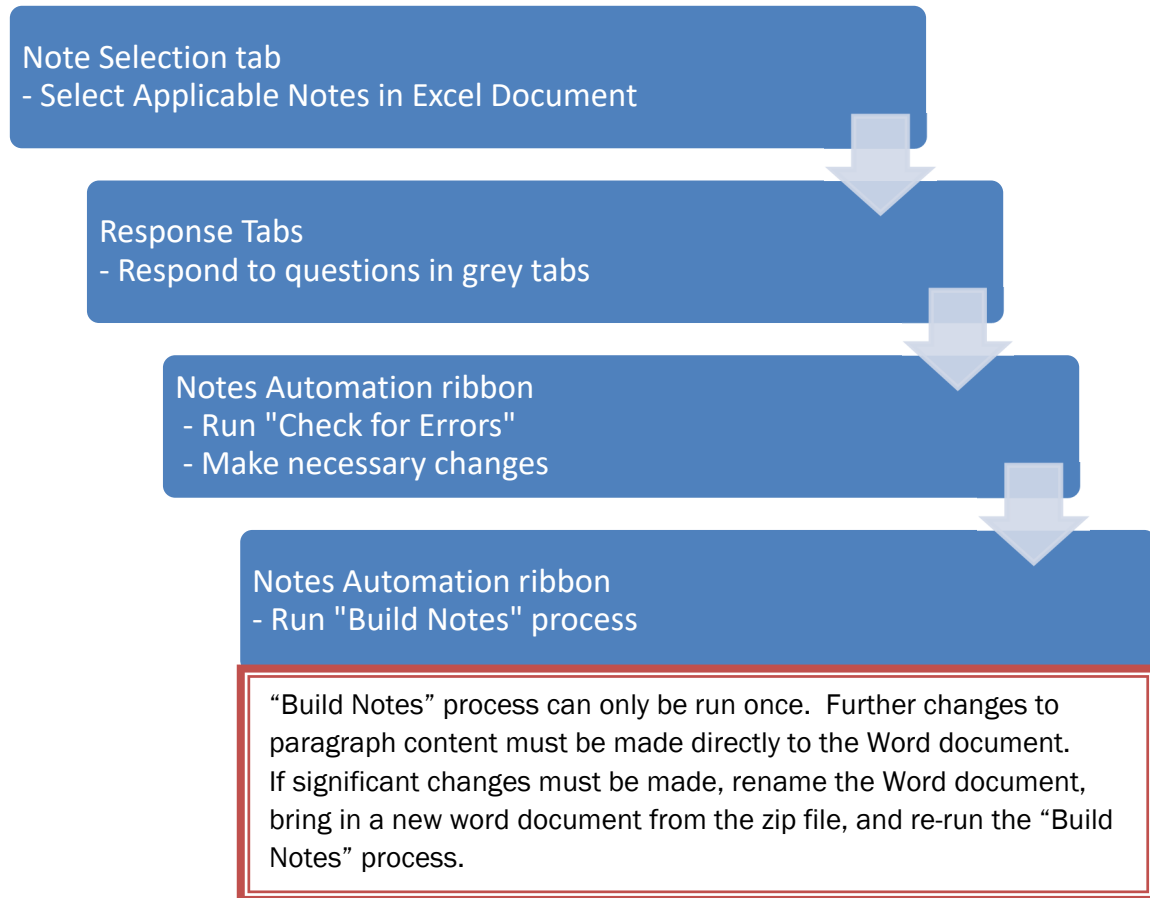 Note Selection tab
- Select Applicable Notes in Excel Document
Response Tabs
- Respond to questions in grey tabs
Notes Automation ribbon
- Run "Check for Errors"
- Make necessary changes
Notes Automation ribbon
- Run "Build Notes" process
“Build Notes” process can only be run once.  Further changes to
paragraph content must be made directly to the Word document.
If significant changes must be made, rename the Word document,
bring in a new word document from the zip file, and re-run the “Build
Notes” process.